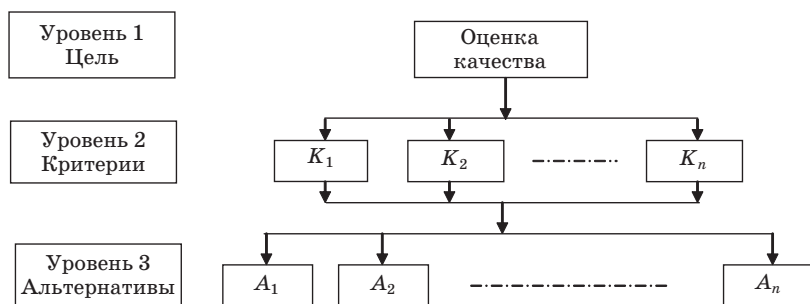 Уровень 1
Цель
Оценка
качества
Уровень 2
Критерии
K₁
K₂
Kₙ
Уровень 3
Альтернативы
A₁
A₂
Aₙ